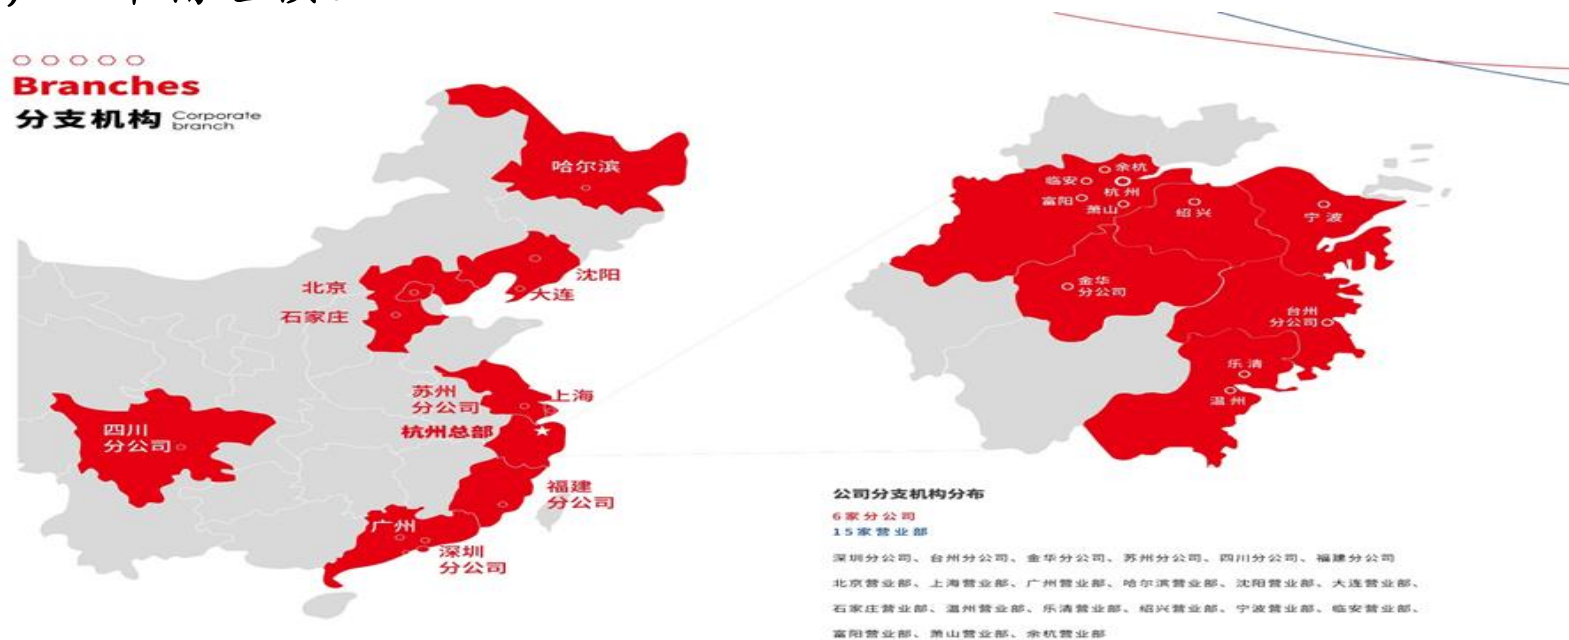 Branches
分支机构 Corporate branch
哈尔滨
沈阳
大连
北京
石家庄
苏州
分公司
上海
杭州总部
四川
分公司
福建
分公司
广州
深圳
分公司
余杭
临安
杭州
富阳
萧山
绍兴
宁波
金华
分公司
台州
分公司
乐清
温州
公司分支机构分布
6家分公司
15家营业部
深圳分公司、台州分公司、金华分公司、苏州分公司、四川分公司、福建分公司
北京营业部、上海营业部、广州营业部、哈尔滨营业部、沈阳营业部、大连营业部、
石家庄营业部、温州营业部、乐清营业部、绍兴营业部、宁波营业部、临安营业部、
富阳营业部、萧山营业部、余杭营业部